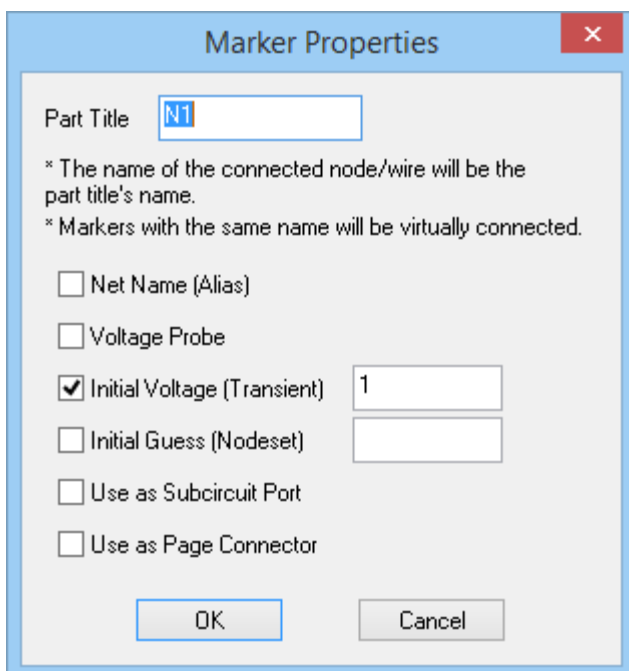 Marker Properties
Part Title N1
* The name of the connected node/wire will be the
part title's name.
* Markers with the same name will be virtually connected.
Net Name (Alias)
Voltage Probe
Initial Voltage (Transient) 1
Initial Guess (Nodeset)
Use as Subcircuit Port
Use as Page Connector
OK Cancel